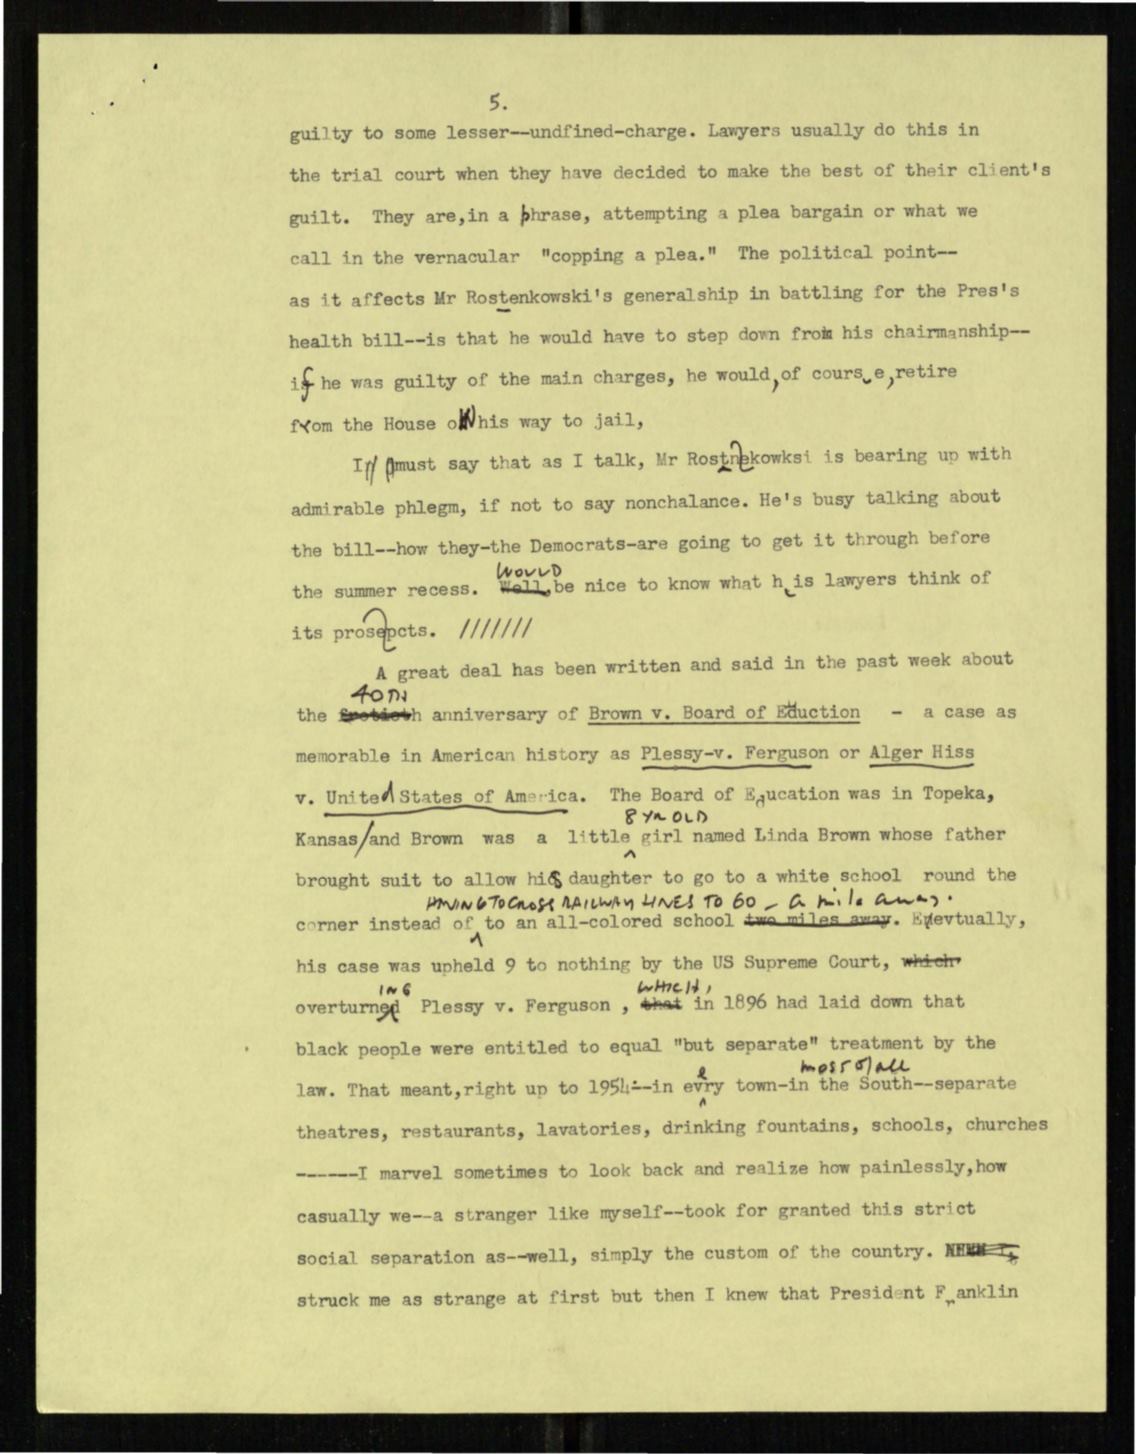 5.
guilty to some lesser--undfined-charge. Lawyers usually do this in
the trial court when they have decided to make the best of their client's
guilt. They are,in a phrase, attempting a plea bargain or what we
call in the vernacular "copping a plea." The political point--
as it affects Mr Rostenkowski's generalship in battling for the Pres's
health bill--is that he would have to step down from his chairmanship--
if he was guilty of the main charges, he would,of cours e,retire
from the House oN his way to jail,
I must say that as I talk, Mr Rostnekowksi is bearing up with
admirable phlegm, if not to say nonchalance. He's busy talking about
the bill--how they-the Democrats-are going to get it through before
WOULD
the summer recess. Well, be nice to know what h is lawyers think of
its prosepcts. ///////
A great deal has been written and said in the past week about
40TH
the h anniversary of Brown v. Board of Eduction - a case as
memorable in American history as Plessy-v. Ferguson or Alger Hiss
v. United States of America. The Board of Education was in Topeka,
8 YR OLD
Kansas/and Brown was a little girl named Linda Brown whose father
brought suit to allow his daughter to go to a white school round the
HAVING TO CROSS RAILWAY LINES TO GO - a mile away.
corner instead of to an all-colored school two miles away. Eevtually,
his case was upheld 9 to nothing by the US Supreme Court, which
ING WHICH,
overturned Plessy v. Ferguson , that in 1896 had laid down that
black people were entitled to equal "but separate" treatment by the
e most of all
law. That meant,right up to 1954--in evry town-in the South--separate
theatres, restaurants, lavatories, drinking fountains, schools, churches
------I marvel sometimes to look back and realize how painlessly,how
casually we--a stranger like myself--took for granted this strict
social separation as--well, simply the custom of the country.
struck me as strange at first but then I knew that President F anklin